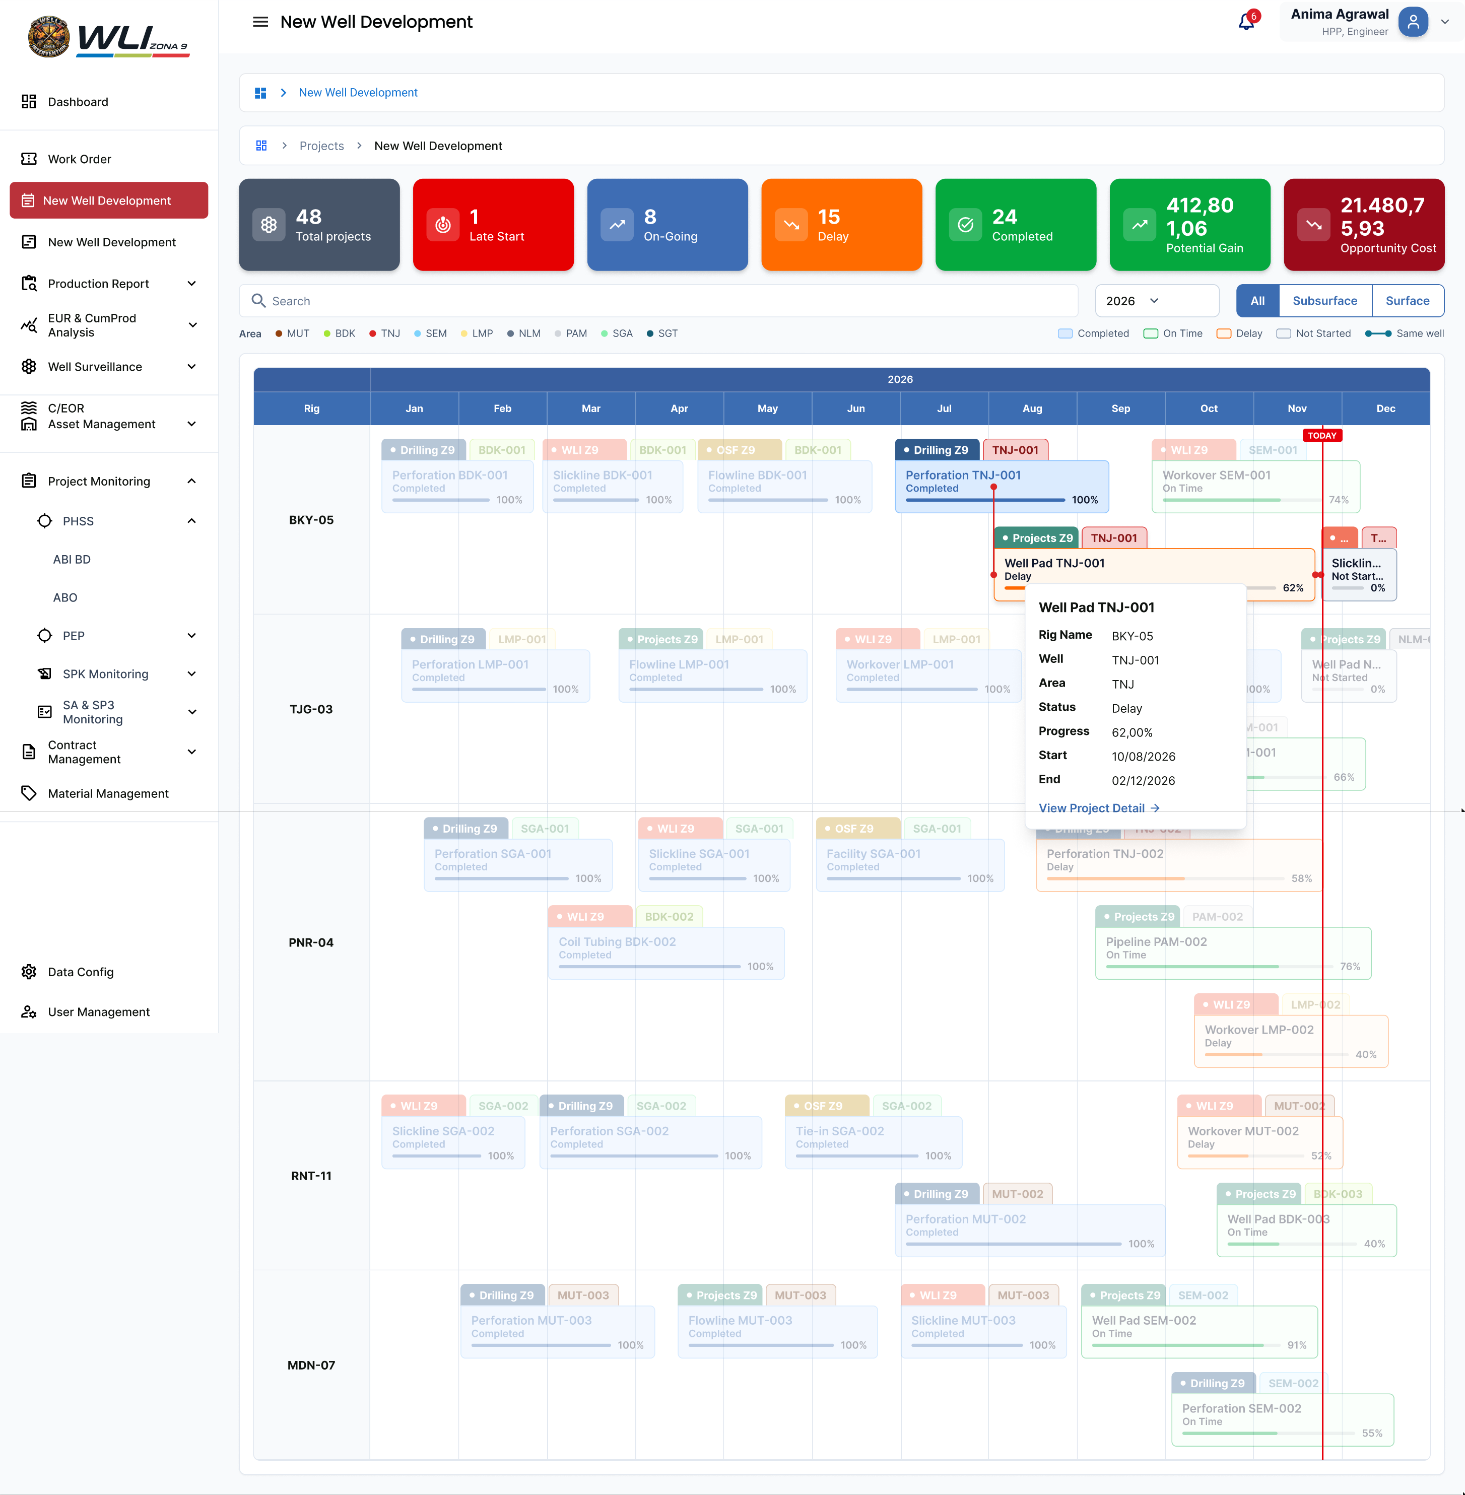 WLI ZONA 9
New Well Development
6
Anima Agrawal
HPP, Engineer
Dashboard
Work Order
New Well Development
New Well Development
Production Report
EUR & CumProd
Analysis
Well Surveillance
C/EOR
Asset Management
Project Monitoring
PHSS
ABI BD
ABO
PEP
SPK Monitoring
SA & SP3
Monitoring
Contract
Management
Material Management
Data Config
User Management
New Well Development
Projects
New Well Development
48
Total projects
1
Late Start
8
On-Going
15
Delay
24
Completed
412,80
1,06
Potential Gain
21.480,7
5,93
Opportunity Cost
Search
2026
All
Subsurface
Surface
Area MUT BDK TNJ SEM LMP NLM PAM SGA SGT
Completed On Time Delay Not Started Same well
2026
Rig Jan Feb Mar Apr May Jun Jul Aug Sep Oct Nov Dec
TODAY
BKY-05
Drilling Z9 BDK-001
Perforation BDK-001
Completed
100%
WLI Z9 BDK-001
Slickline BDK-001
Completed
100%
OSF Z9 BDK-001
Flowline BDK-001
Completed
100%
Drilling Z9 TNJ-001
Perforation TNJ-001
Completed
100%
WLI Z9 SEM-001
Workover SEM-001
On Time
74%
Projects Z9 TNJ-001
Well Pad TNJ-001
Delay
62%
... T...
Slicklin...
Not Start...
0%
Well Pad TNJ-001
Rig Name BKY-05
Well TNJ-001
Area TNJ
Status Delay
Progress 62,00%
Start 10/08/2026
End 02/12/2026
View Project Detail
TJG-03
Drilling Z9 LMP-001
Perforation LMP-001
Completed
100%
Projects Z9 LMP-001
Flowline LMP-001
Completed
100%
WLI Z9 LMP-001
Workover LMP-001
Completed
100%
00%
Projects Z9 NLM-
Well Pad N...
Not Started
0%
M-001
-001
66%
PNR-04
Drilling Z9 SGA-001
Perforation SGA-001
Completed
100%
WLI Z9 SGA-001
Slickline SGA-001
Completed
100%
OSF Z9 SGA-001
Facility SGA-001
Completed
100%
Drilling Z9 TNJ-002
Perforation TNJ-002
Delay
58%
WLI Z9 BDK-002
Coil Tubing BDK-002
Completed
100%
Projects Z9 PAM-002
Pipeline PAM-002
On Time
76%
WLI Z9 LMP-002
Workover LMP-002
Delay
40%
RNT-11
WLI Z9 SGA-002
Slickline SGA-002
Completed
100%
Drilling Z9 SGA-002
Perforation SGA-002
Completed
100%
OSF Z9 SGA-002
Tie-in SGA-002
Completed
100%
WLI Z9 MUT-002
Workover MUT-002
Delay
52%
Drilling Z9 MUT-002
Perforation MUT-002
Completed
100%
Projects Z9 BDK-003
Well Pad BDK-003
On Time
40%
MDN-07
Drilling Z9 MUT-003
Perforation MUT-003
Completed
100%
Projects Z9 MUT-003
Flowline MUT-003
Completed
100%
WLI Z9 MUT-003
Slickline MUT-003
Completed
100%
Projects Z9 SEM-002
Well Pad SEM-002
On Time
91%
Drilling Z9 SEM-002
Perforation SEM-002
On Time
55%